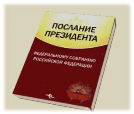 ПОСЛАНИЕ
ПРЕЗИДЕНТА
ФЕДЕРАЛЬНОМУ СОБРАНИЮ
РОССИЙСКОЙ ФЕДЕРАЦИИ